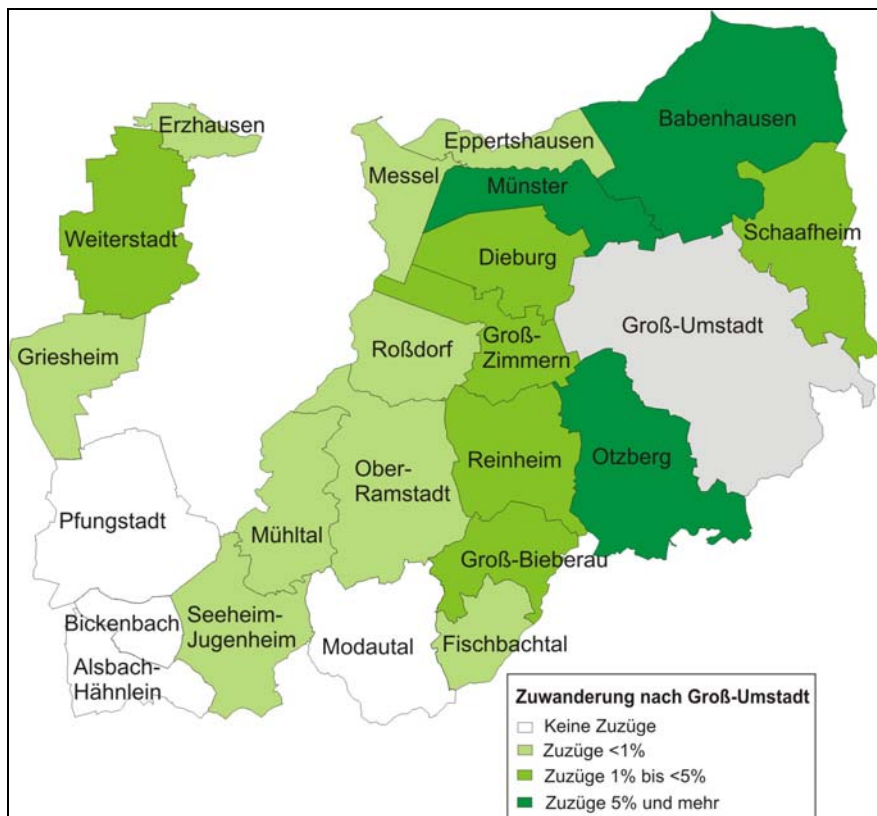 Erzhausen
Eppertshausen
Babenhausen
Messel
Münster
Schaafheim
Weiterstadt
Dieburg
Groß-Umstadt
Griesheim
Roßdorf
Groß-
Zimmern
Ober-
Ramstadt
Reinheim
Otzberg
Pfungstadt
Mühltal
Groß-Bieberau
Bickenbach
Seeheim-
Jugenheim
Modautal
Fischbachtal
Alsbach-
Hähnlein
Zuwanderung nach Groß-Umstadt
Keine Zuzüge
Zuzüge <1%
Zuzüge 1% bis <5%
Zuzüge 5% und mehr